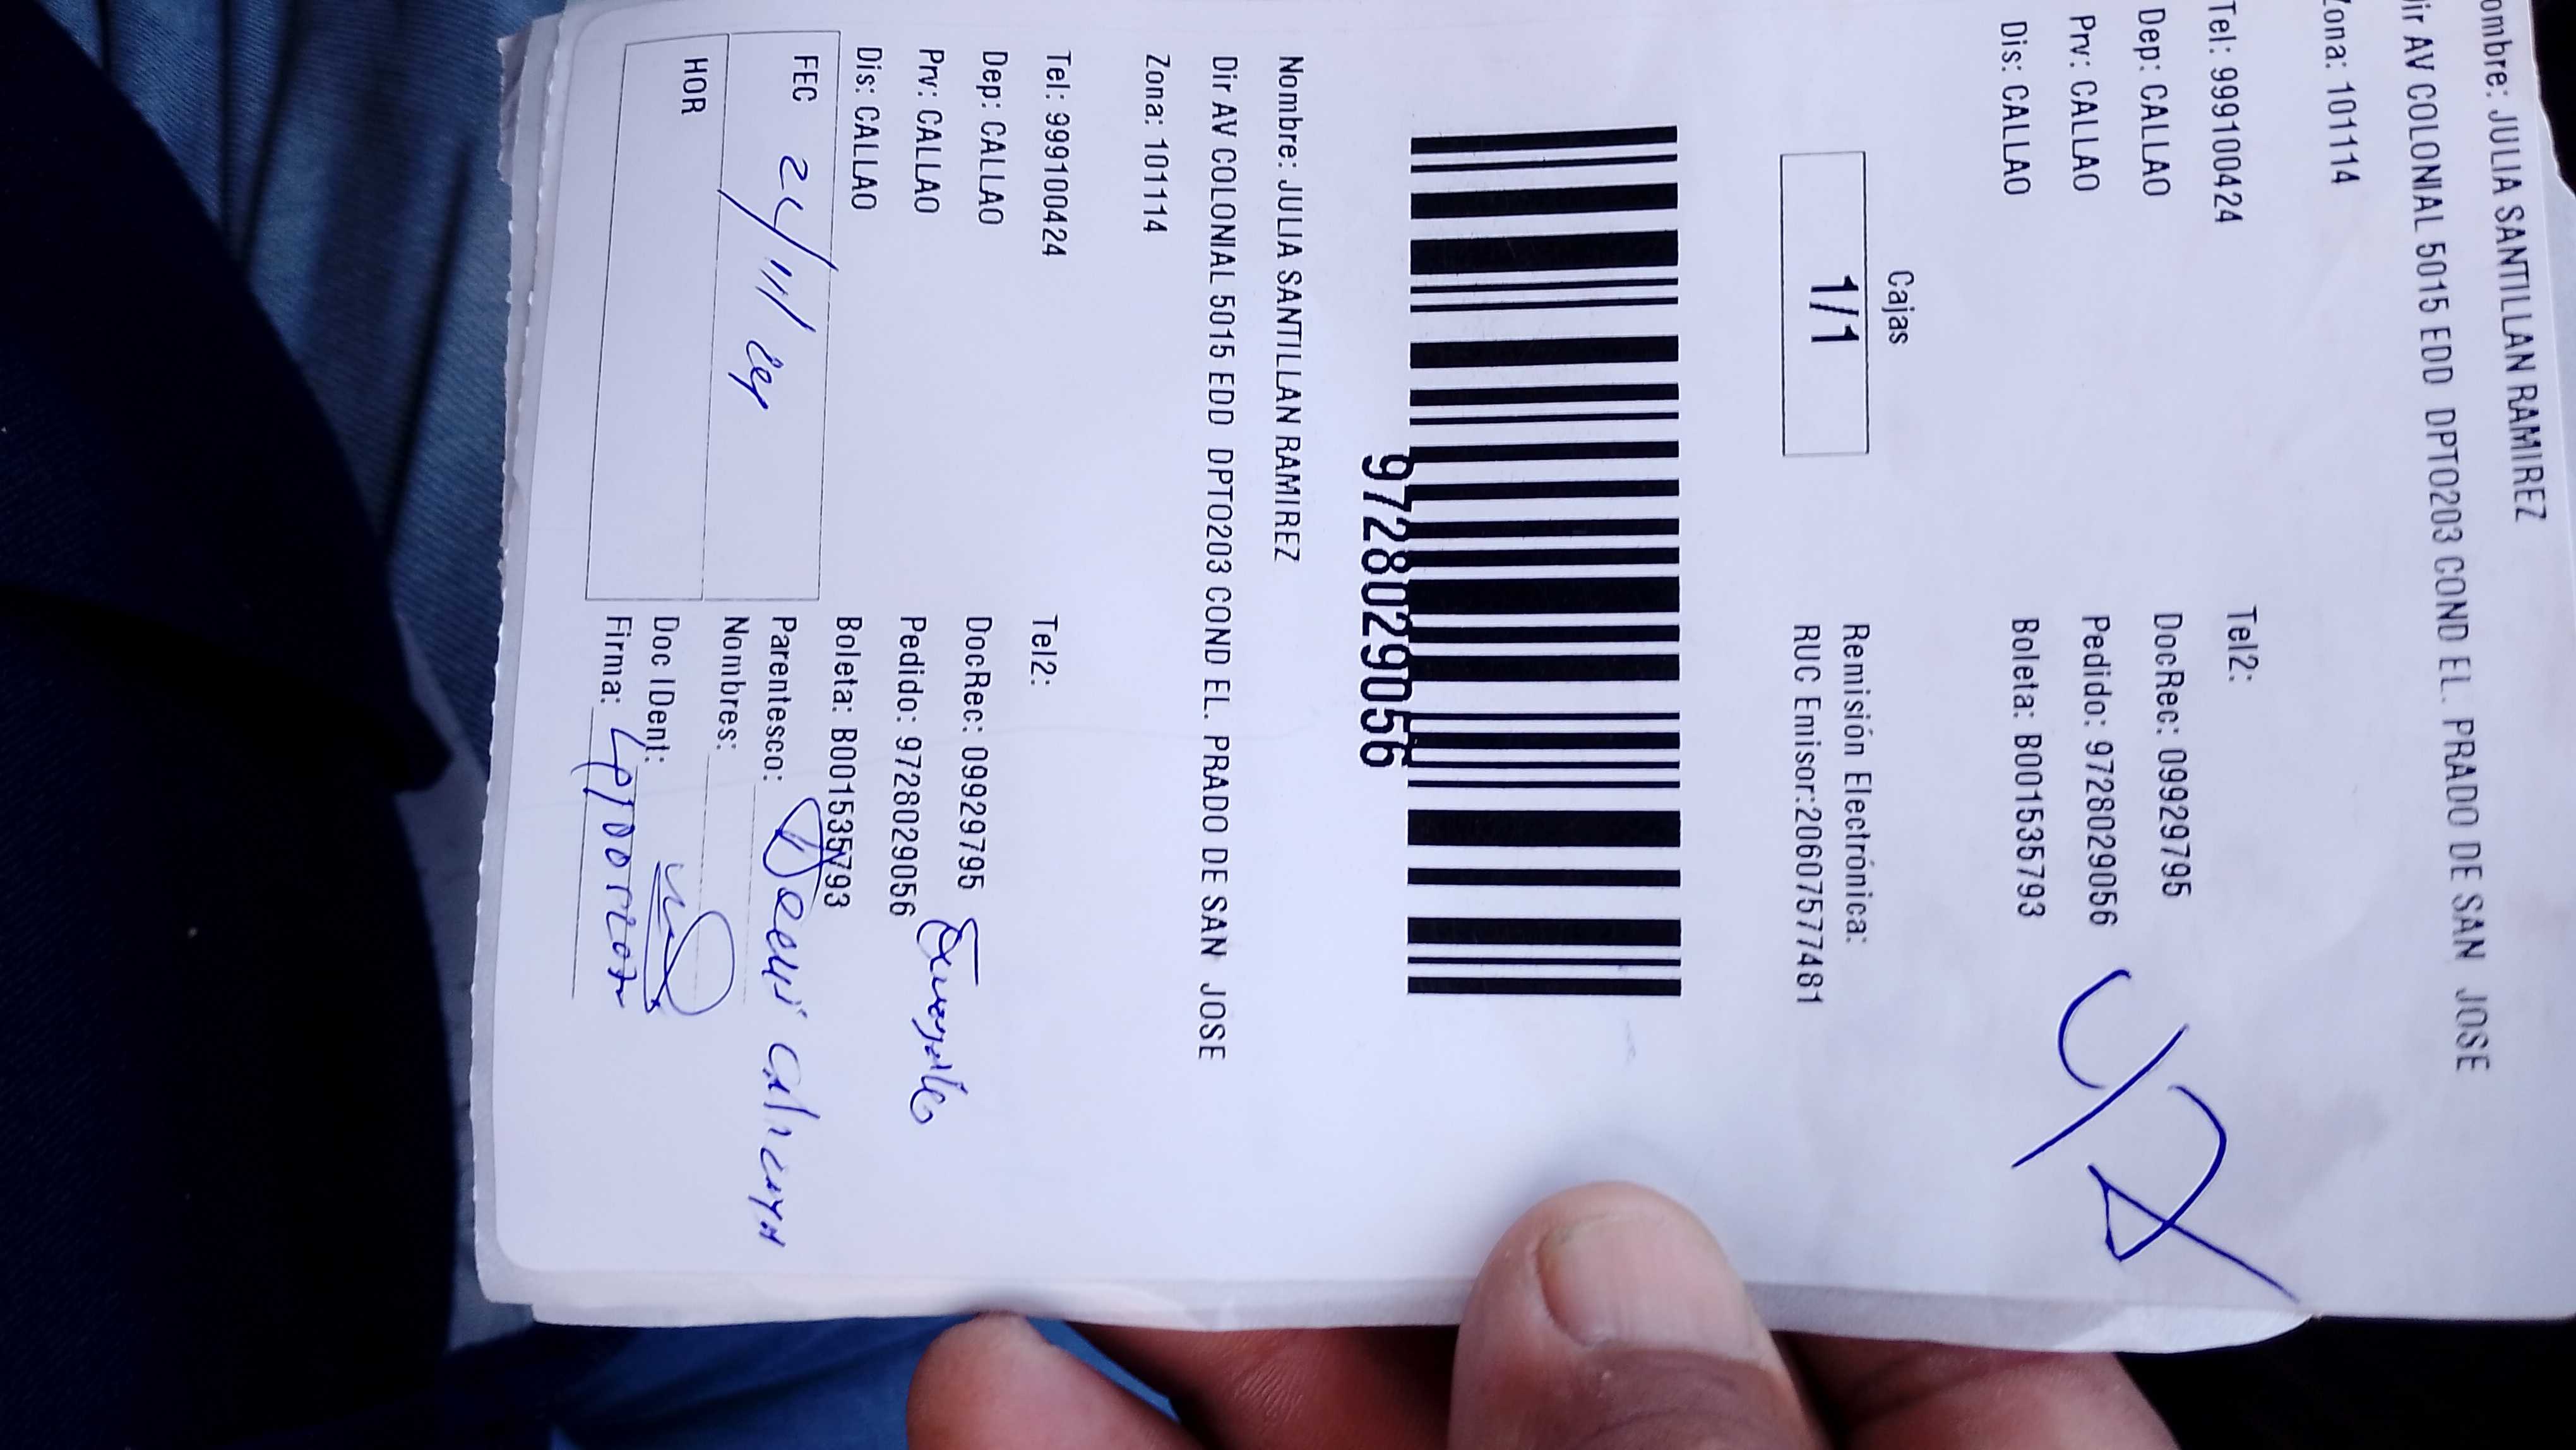 ombre: JULIA SANTILLAN RAMIREZ
ir AV COLONIAL 5015 EDD DPTO203 COND EL. PRADO DE SAN JOSE
Zona: 101114
Tel: 999100424
Tel2:
Dep: CALLAO
DocRec: 09929795
Prv: CALLAO
Pedido: 9728029056
Dis: CALLAO
Boleta: B001535793
Cajas
1/1
Remisión Electrónica:
RUC Emisor:20607577481
9728029056
Nombre: JULIA SANTILLAN RAMIREZ
Dir AV COLONIAL 5015 EDD DPTO203 COND EL. PRADO DE SAN JOSE
Zona: 101114
Tel: 999100424
Tel2:
Dep: CALLAO
DocRec: 09929795
Prv: CALLAO
Pedido: 9728029056
Dis: CALLAO
Boleta: B001535793
FEC 24/11/24
Parentesco:
Nombres:
HOR
Doc IDent:
Firma: